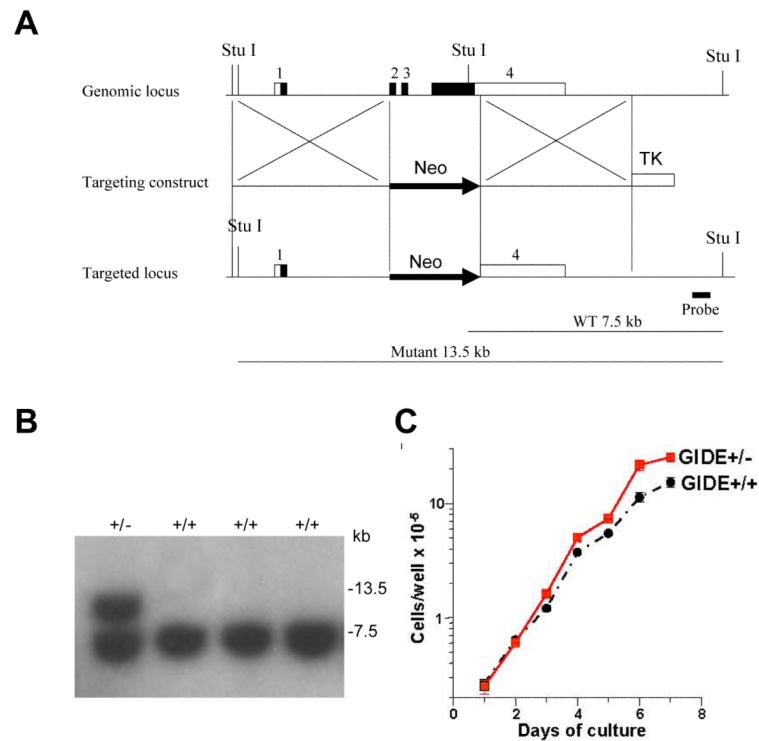 A
Stu I
Stu I
Stu I
1
2 3
4
Genomic locus
Neo
TK
Targeting construct
Stu I
Stu I
1
Neo
4
Targeted locus
Probe
WT 7.5 kb
Mutant 13.5 kb
B
+/- +/+ +/+ +/+
kb
-13.5
-7.5
C
GIDE+/-
GIDE+/+
10
1
Cells/well x 10-5
0 2 4 6 8
Days of culture